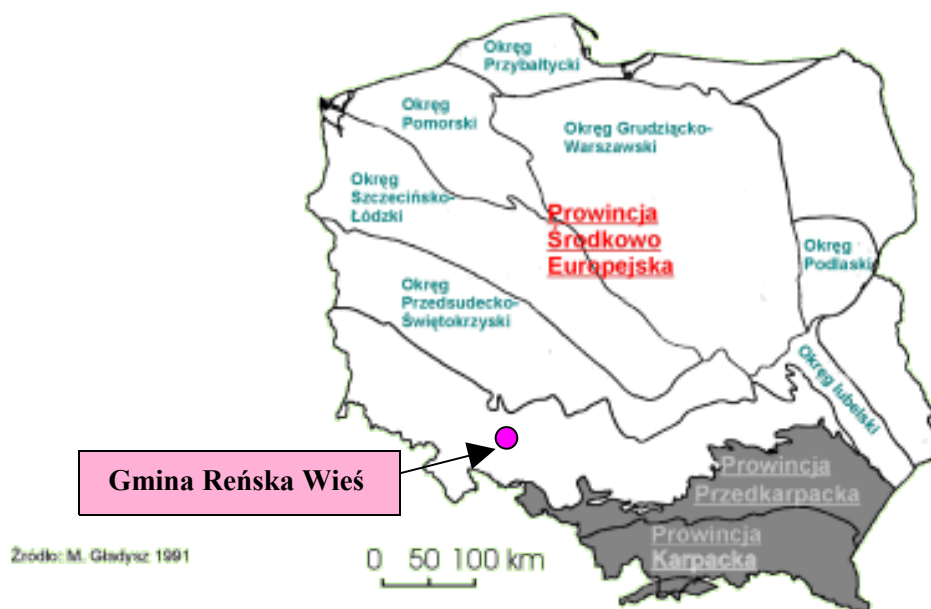 Okręg
Przybałtycki
Okręg
Pomorski
Okręg Grudziącko-
Warszawski
Okręg
Szczecińsko-
Łódzki
Prowincja
Środkowo
Europejska
Okręg
Podlaski
Okręg
Przedsudecko-
Świętokrzyski
Okręg lubelski
Gmina Reńska Wieś
Prowincja
Przedkarpacka
Prowincja
Karpacka
Źródło: M. Gładysz 1991
0 50 100 km